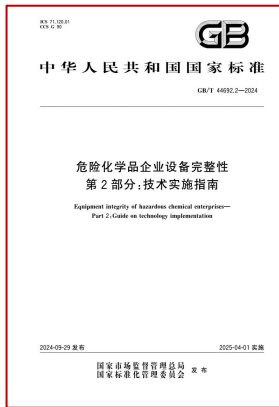 ICS 71.120.01
CCS G 90
GB
中华人民共和国国家标准
GB/T 44692.2—2024
危险化学品企业设备完整性
第2部分：技术实施指南
Equipment integrity of hazardous chemical enterprises—
Part 2: Guide on technology implementation
2024-09-29 发布
2025-04-01 实施
国家市场监督管理总局
国家标准化管理委员会
发布